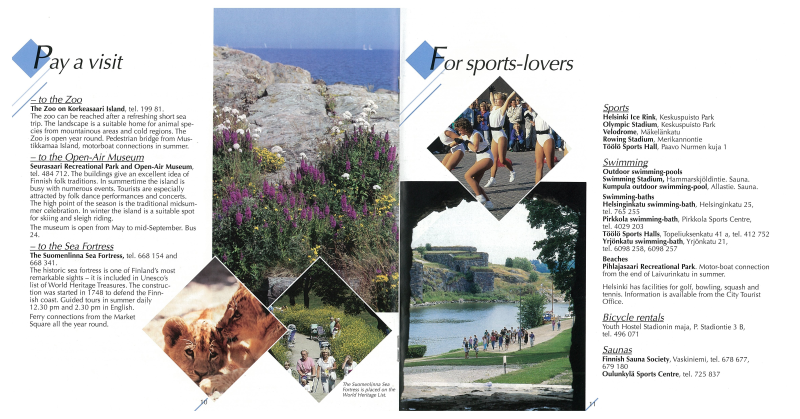 Pay a visit
– to the Zoo
The Zoo on Korkeasaari Island, tel. 199 81.
The zoo can be reached after a refreshing short sea
trip. The landscape is a suitable home for animal spe-
cies from mountainous areas and cold regions. The
Zoo is open year round. Pedestrian bridge from Mus-
tikkamaa Island, motorboat connections in summer.
– to the Open-Air Museum
Seurasaari Recreational Park and Open-Air Museum,
tel. 484 712. The buildings give an excellent idea of
Finnish folk traditions. In summertime the island is
busy with numerous events. Tourists are especially
attracted by folk dance performances and concerts.
The high point of the season is the traditional midsum-
mer celebration. In winter the island is a suitable spot
for skiing and sleigh riding.
The museum is open from May to mid-September. Bus
24.
– to the Sea Fortress
The Suomenlinna Sea Fortress, tel. 668 154 and
668 341.
The historic sea fortress is one of Finland's most
remarkable sights – it is included in Unesco's
list of World Heritage Treasures. The construc-
tion was started in 1748 to defend the Finn-
ish coast. Guided tours in summer daily
12.30 pm and 2.30 pm in English.
Ferry connections from the Market
Square all the year round.
The Suomenlinna Sea
Fortress is placed on the
World Heritage List.
10
For sports-lovers
Sports
Helsinki Ice Rink, Keskuspuisto Park
Olympic Stadium, Keskuspuisto Park
Velodrome, Mäkelänkatu
Rowing Stadium, Merikannontie
Töölö Sports Hall, Paavo Nurmen kuja 1
Swimming
Outdoor swimming-pools
Swimming Stadium, Hammarskjöldintie. Sauna.
Kumpula outdoor swimming-pool, Allastie. Sauna.
Swimming-baths
Helsinginkatu swimming-bath, Helsinginkatu 25,
tel. 765 255
Pirkkola swimming-bath, Pirkkola Sports Centre,
tel. 4029 203
Töölö Sports Halls, Topeliuksenkatu 41 a, tel. 412 752
Yrjönkatu swimming-bath, Yrjönkatu 21,
tel. 6098 258, 6098 257
Beaches
Pihlajasaari Recreational Park. Motor-boat connection
from the end of Laivurinkatu in summer.
Helsinki has facilities for golf, bowling, squash and
tennis. Information is available from the City Tourist
Office.
Bicycle rentals
Youth Hostel Stadionin maja, P. Stadiontie 3 B,
tel. 496 071
Saunas
Finnish Sauna Society, Vaskiniemi, tel. 678 677,
679 180
Oulunkylä Sports Centre, tel. 725 837
11